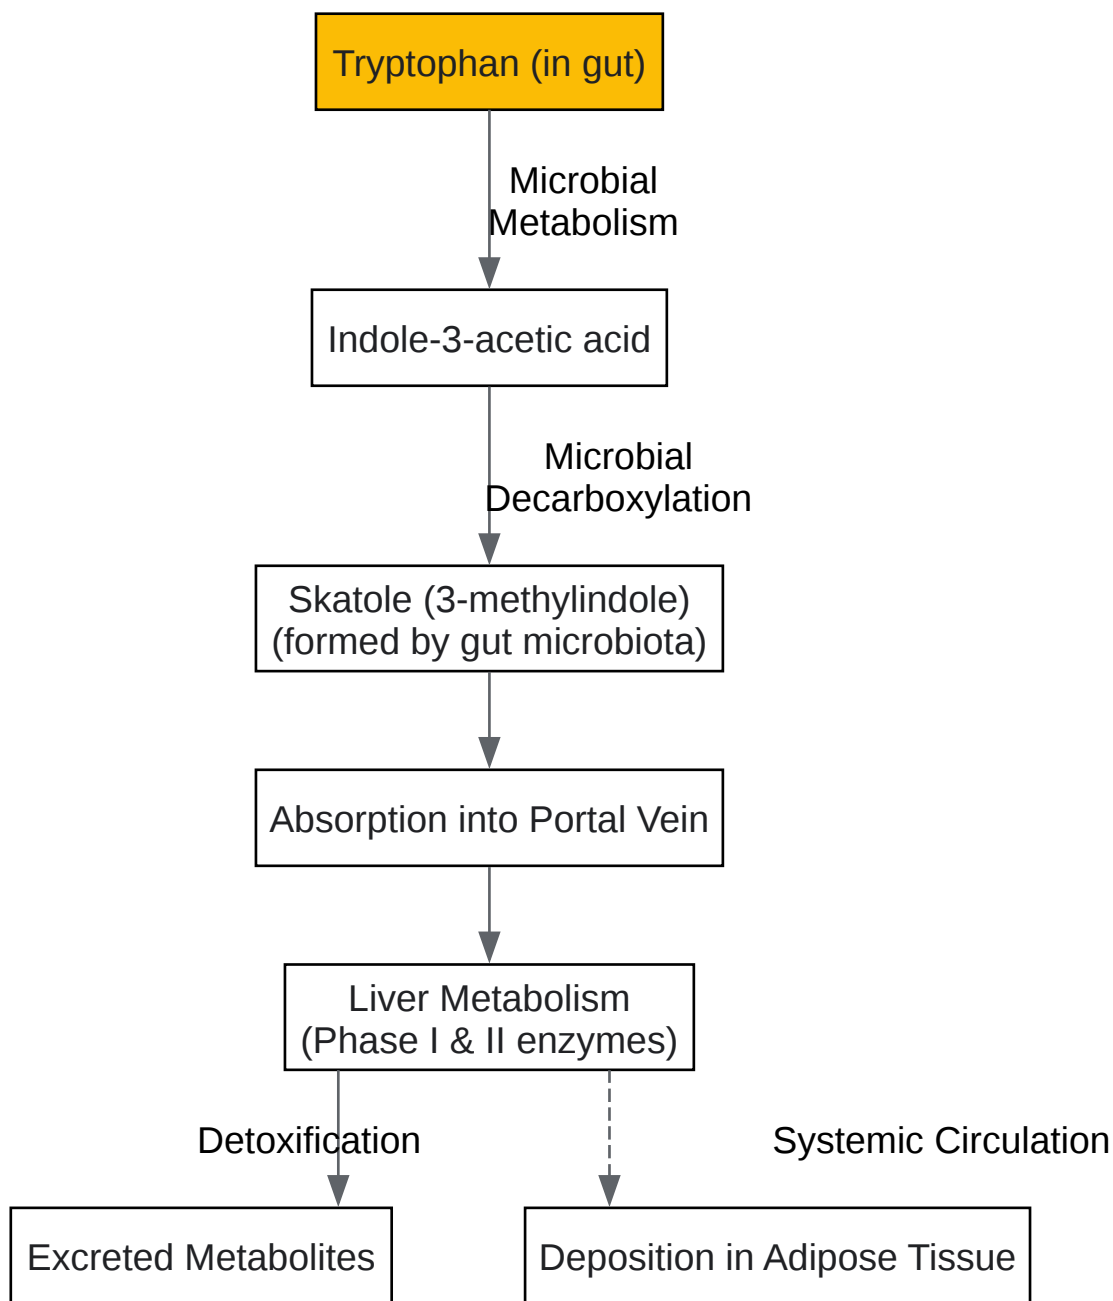 Tryptophan (in gut)
Microbial
Metabolism
Indole-3-acetic acid
Microbial
Decarboxylation
Skatole (3-methylindole)
(formed by gut microbiota)
Absorption into Portal Vein
Liver Metabolism
(Phase I & II enzymes)
Detoxification
Systemic Circulation
Excreted Metabolites
Deposition in Adipose Tissue